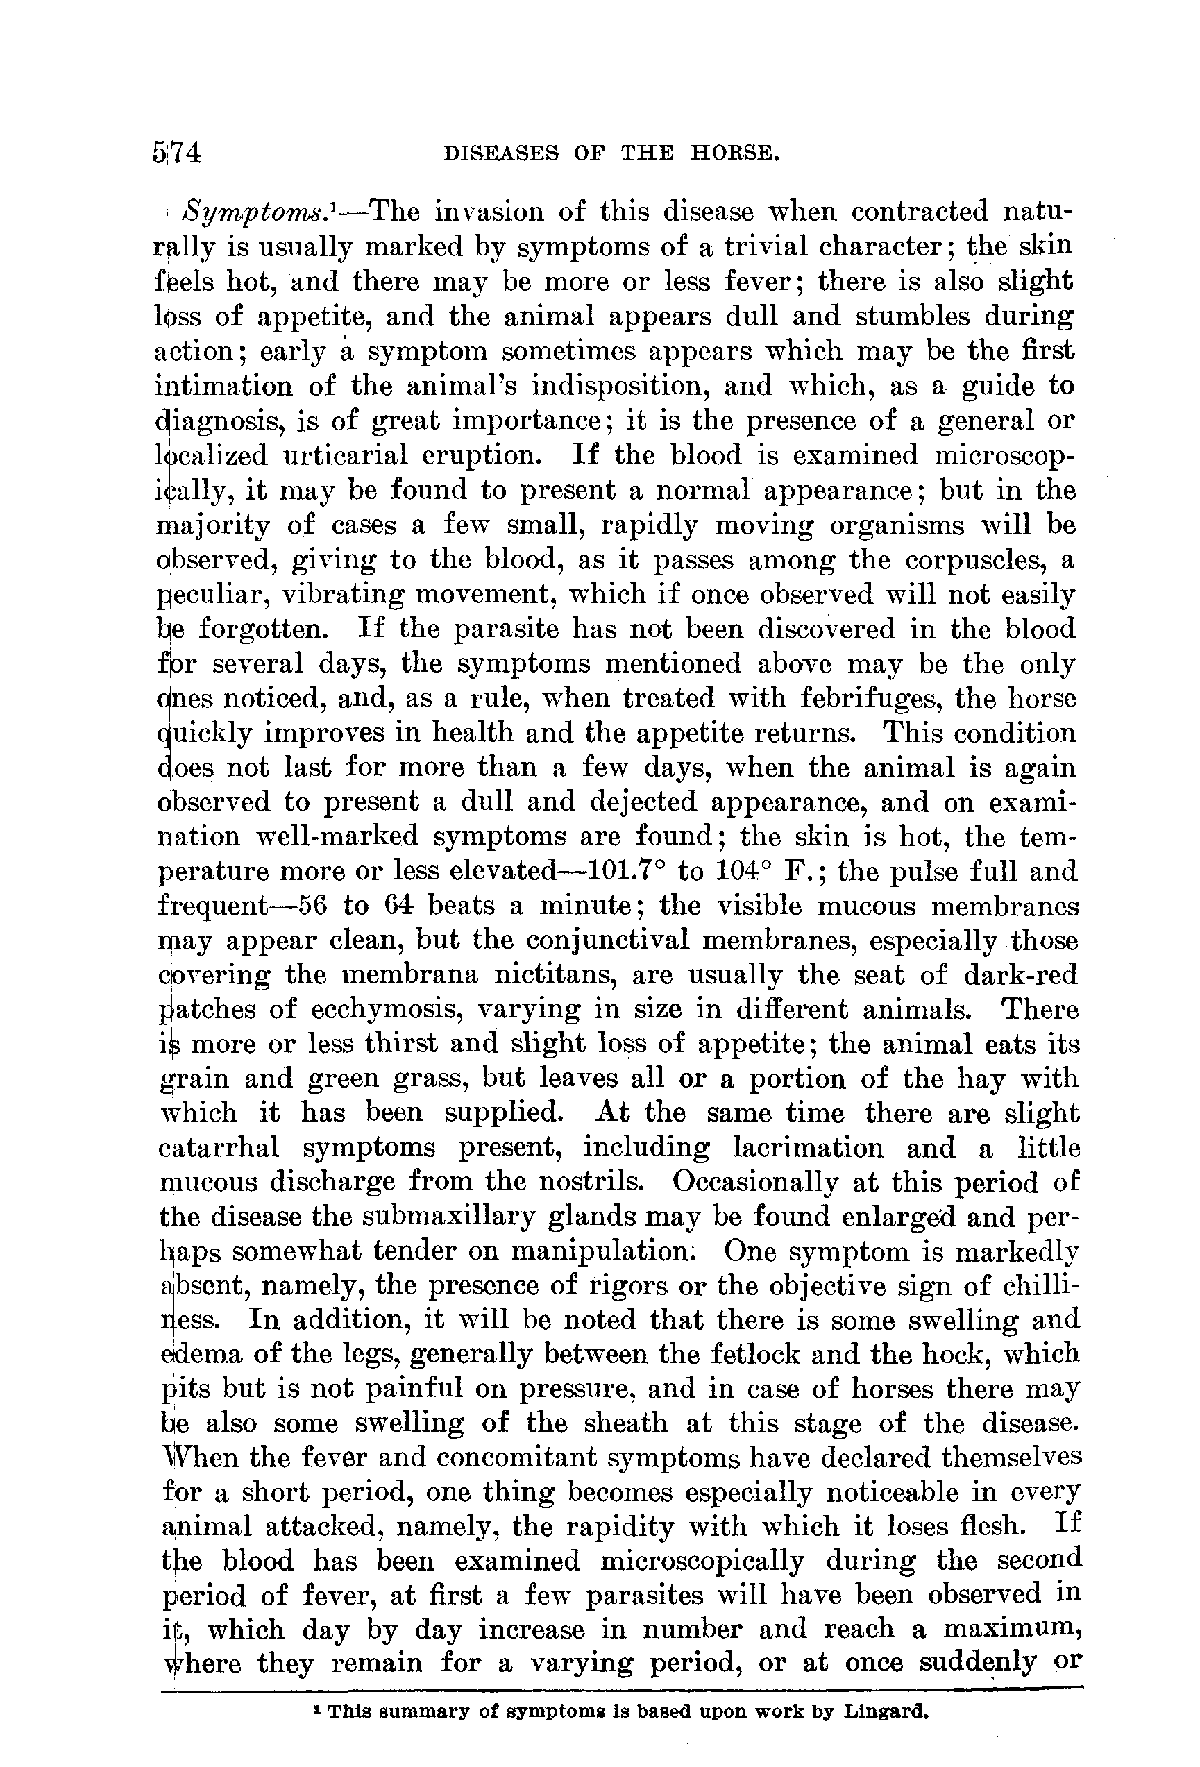 574 DISEASES OF THE HORSE.
Symptoms.¹—The invasion of this disease when contracted natu-
rally is usually marked by symptoms of a trivial character; the skin
feels hot, and there may be more or less fever; there is also slight
loss of appetite, and the animal appears dull and stumbles during
action; early a symptom sometimes appears which may be the first
intimation of the animal's indisposition, and which, as a guide to
diagnosis, is of great importance; it is the presence of a general or
localized urticarial eruption. If the blood is examined microscop-
ically, it may be found to present a normal appearance; but in the
majority of cases a few small, rapidly moving organisms will be
observed, giving to the blood, as it passes among the corpuscles, a
peculiar, vibrating movement, which if once observed will not easily
be forgotten. If the parasite has not been discovered in the blood
for several days, the symptoms mentioned above may be the only
ones noticed, and, as a rule, when treated with febrifuges, the horse
quickly improves in health and the appetite returns. This condition
does not last for more than a few days, when the animal is again
observed to present a dull and dejected appearance, and on exami-
nation well-marked symptoms are found; the skin is hot, the tem-
perature more or less elevated—101.7° to 104° F.; the pulse full and
frequent—56 to 64 beats a minute; the visible mucous membranes
may appear clean, but the conjunctival membranes, especially those
covering the membrana nictitans, are usually the seat of dark-red
patches of ecchymosis, varying in size in different animals. There
is more or less thirst and slight loss of appetite; the animal eats its
grain and green grass, but leaves all or a portion of the hay with
which it has been supplied. At the same time there are slight
catarrhal symptoms present, including lacrimation and a little
mucous discharge from the nostrils. Occasionally at this period of
the disease the submaxillary glands may be found enlarged and per-
haps somewhat tender on manipulation. One symptom is markedly
absent, namely, the presence of rigors or the objective sign of chilli-
ness. In addition, it will be noted that there is some swelling and
edema of the legs, generally between the fetlock and the hock, which
pits but is not painful on pressure, and in case of horses there may
be also some swelling of the sheath at this stage of the disease.
When the fever and concomitant symptoms have declared themselves
for a short period, one thing becomes especially noticeable in every
animal attacked, namely, the rapidity with which it loses flesh. If
the blood has been examined microscopically during the second
period of fever, at first a few parasites will have been observed in
it, which day by day increase in number and reach a maximum,
where they remain for a varying period, or at once suddenly or
¹ This summary of symptoms is based upon work by Lingard.